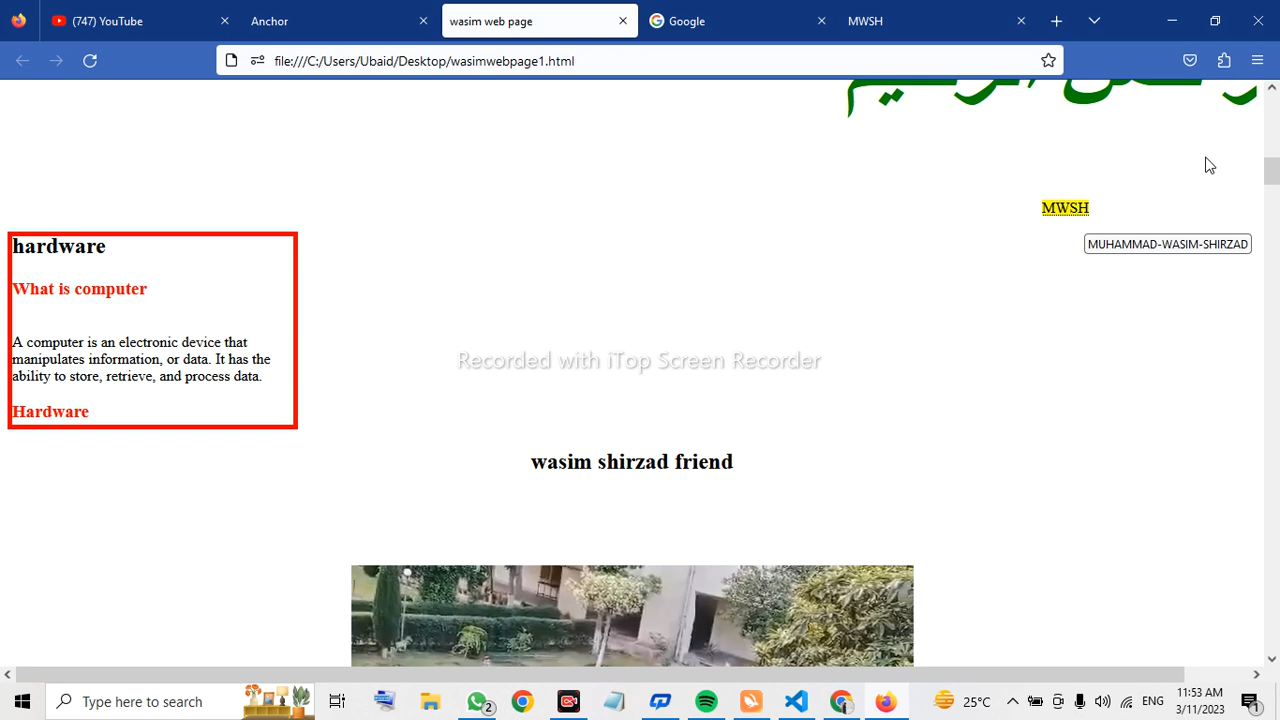 (747) YouTube
Anchor
wasim web page
Google
MWSH
file:///C:/Users/Ubaid/Desktop/wasimwebpage1.html
MWSH
MUHAMMAD-WASIM-SHIRZAD
hardware
What is computer
A computer is an electronic device that
manipulates information, or data. It has the
ability to store, retrieve, and process data.
Hardware
Recorded with iTop Screen Recorder
wasim shirzad friend
Type here to search
2
25°C
ENG
11:53 AM
3/11/2023
1